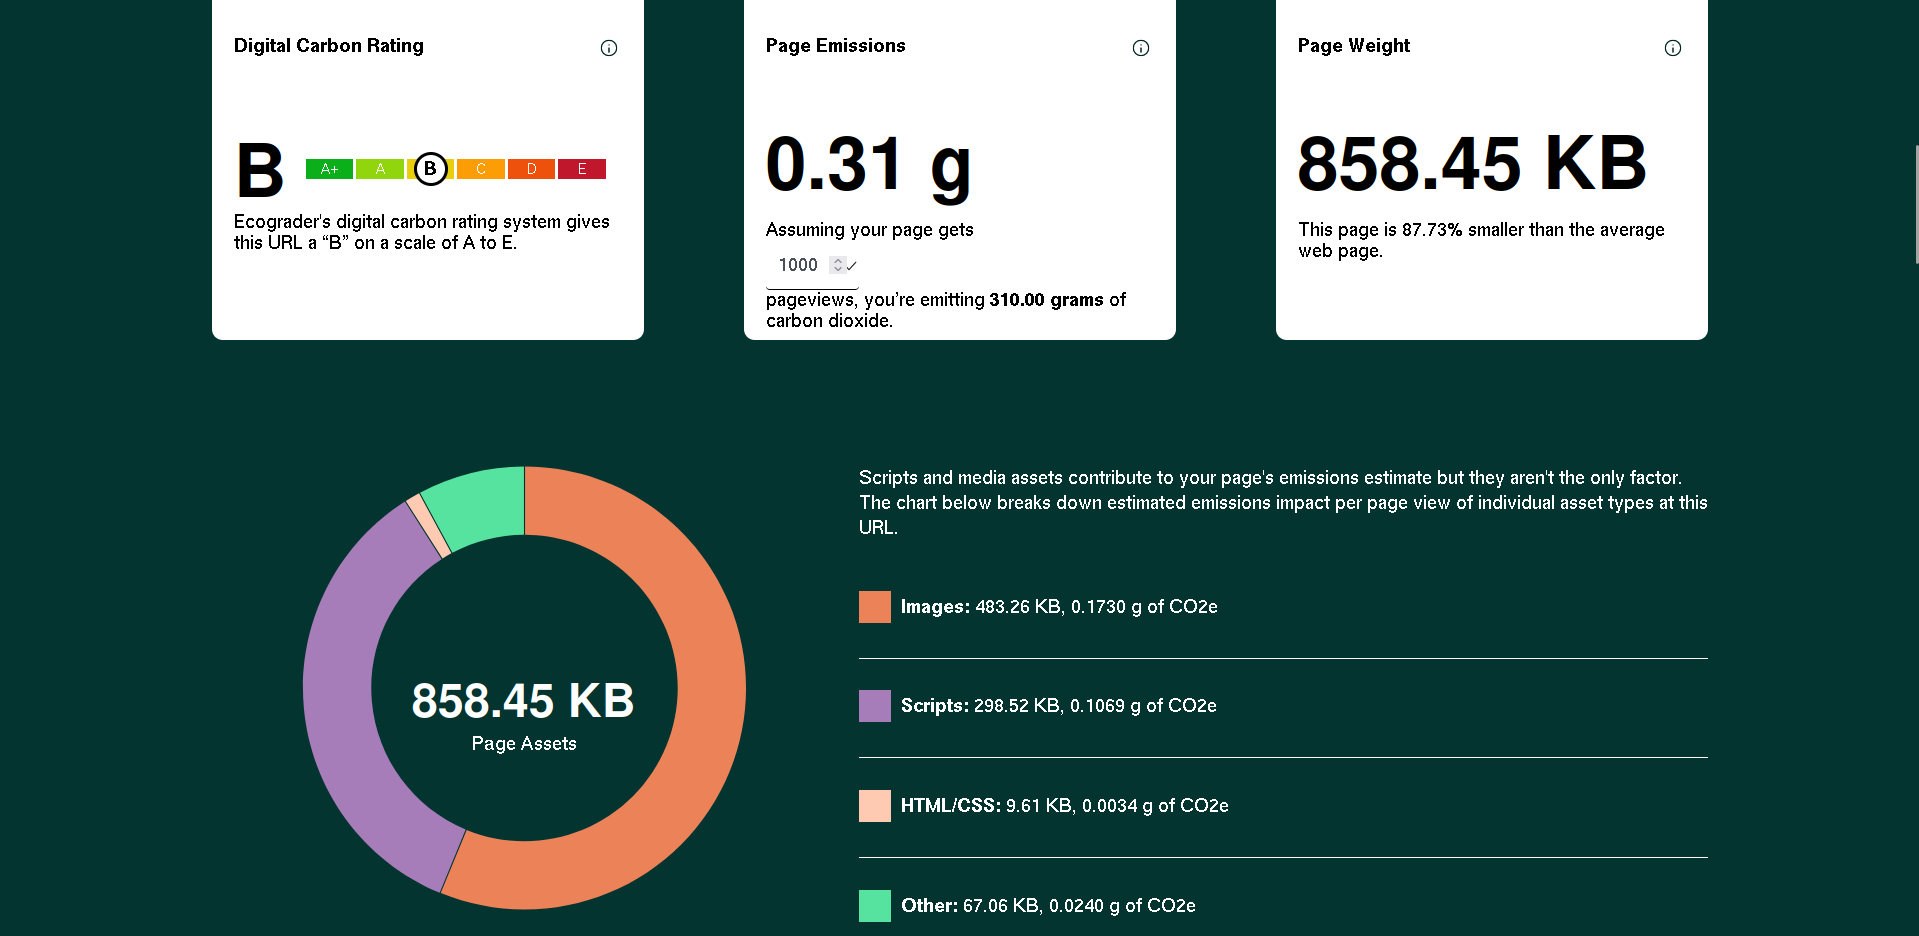 Digital Carbon Rating
B
A+ A B C D E
Ecograder's digital carbon rating system gives
this URL a “B” on a scale of A to E.
Page Emissions
0.31 g
Assuming your page gets
1000
pageviews, you’re emitting 310.00 grams of
carbon dioxide.
Page Weight
858.45 KB
This page is 87.73% smaller than the average
web page.
858.45 KB
Page Assets
Scripts and media assets contribute to your page's emissions estimate but they aren't the only factor.
The chart below breaks down estimated emissions impact per page view of individual asset types at this
URL.
Images: 483.26 KB, 0.1730 g of CO2e
Scripts: 298.52 KB, 0.1069 g of CO2e
HTML/CSS: 9.61 KB, 0.0034 g of CO2e
Other: 67.06 KB, 0.0240 g of CO2e